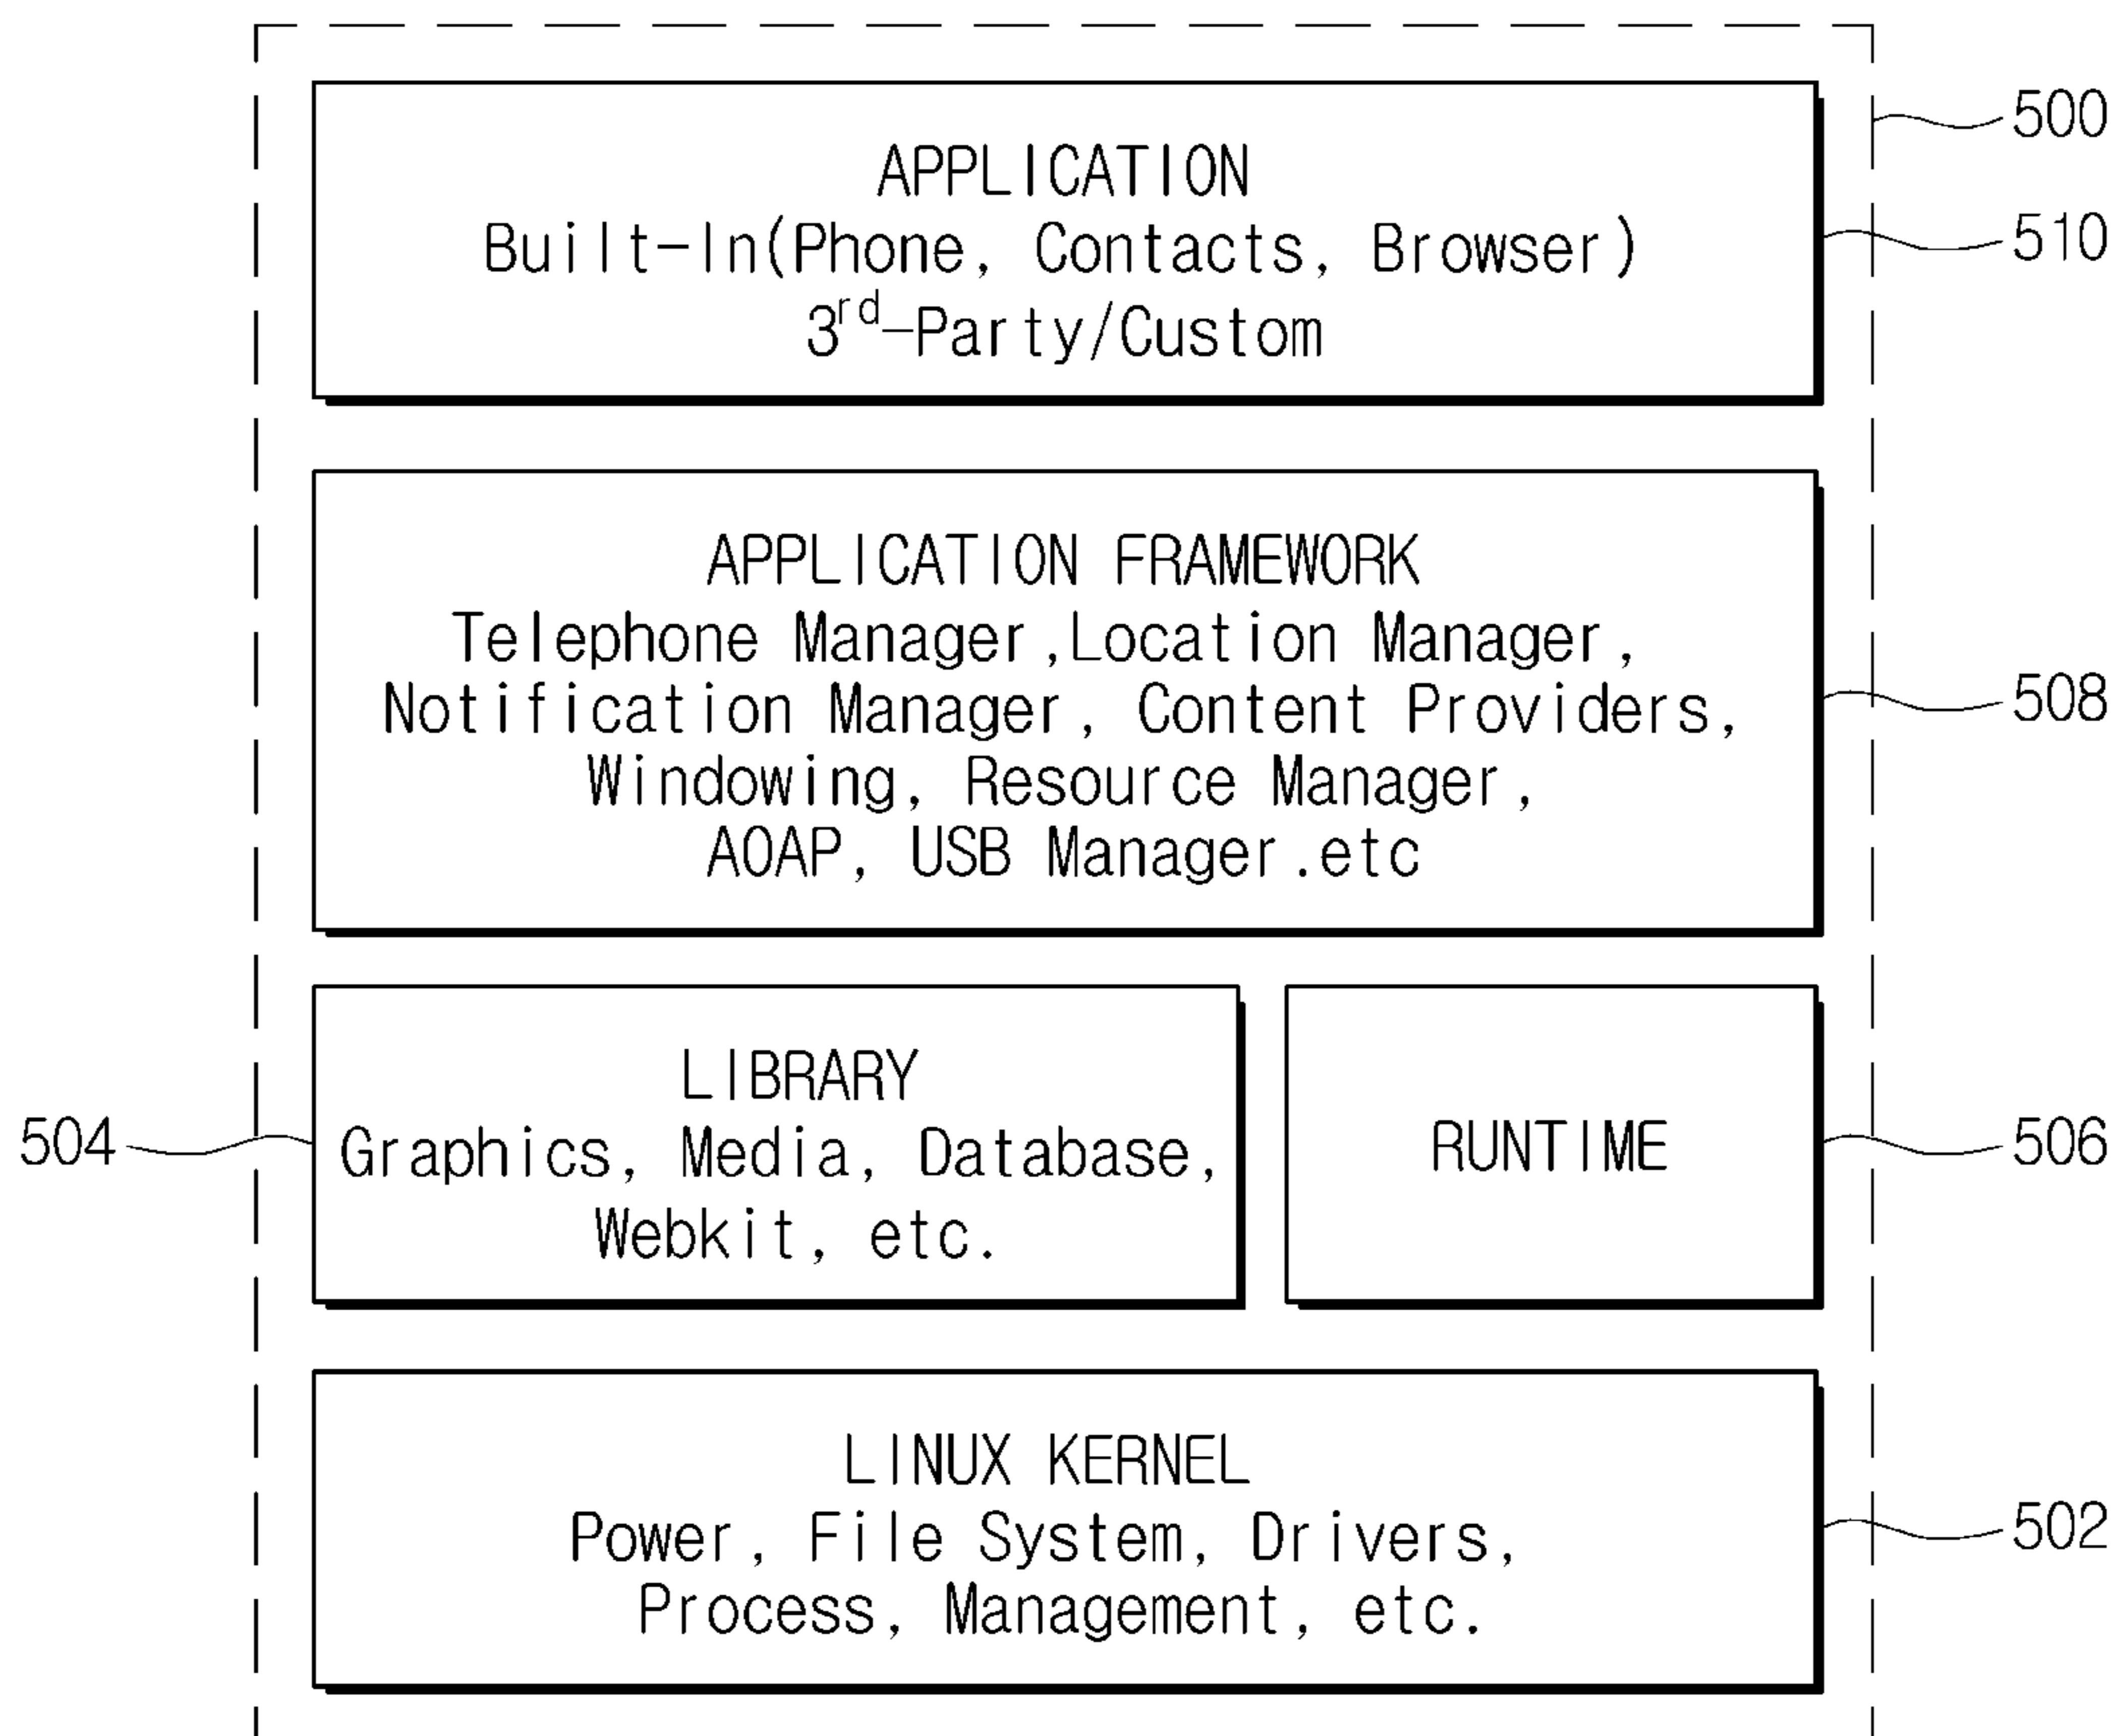 500
APPLICATION
Built-In(Phone, Contacts, Browser)
3rd-Party/Custom
510
APPLICATION FRAMEWORK
Telephone Manager,Location Manager,
Notification Manager, Content Providers,
Windowing, Resource Manager,
AOAP, USB Manager.etc
508
LIBRARY
Graphics, Media, Database,
Webkit, etc.
504
RUNTIME
506
LINUX KERNEL
Power, File System, Drivers,
Process, Management, etc.
502